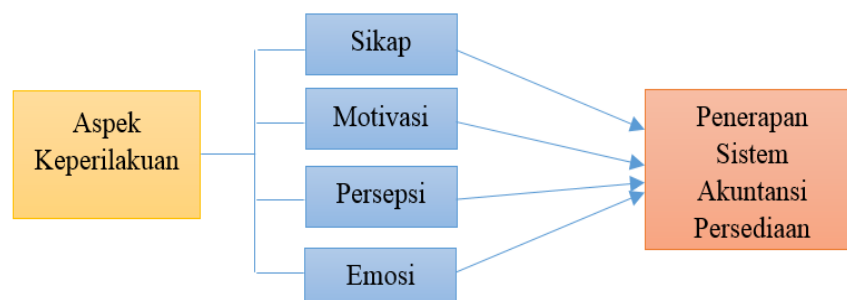 Aspek
Keperilakuan
Sikap
Motivasi
Persepsi
Emosi
Penerapan
Sistem
Akuntansi
Persediaan